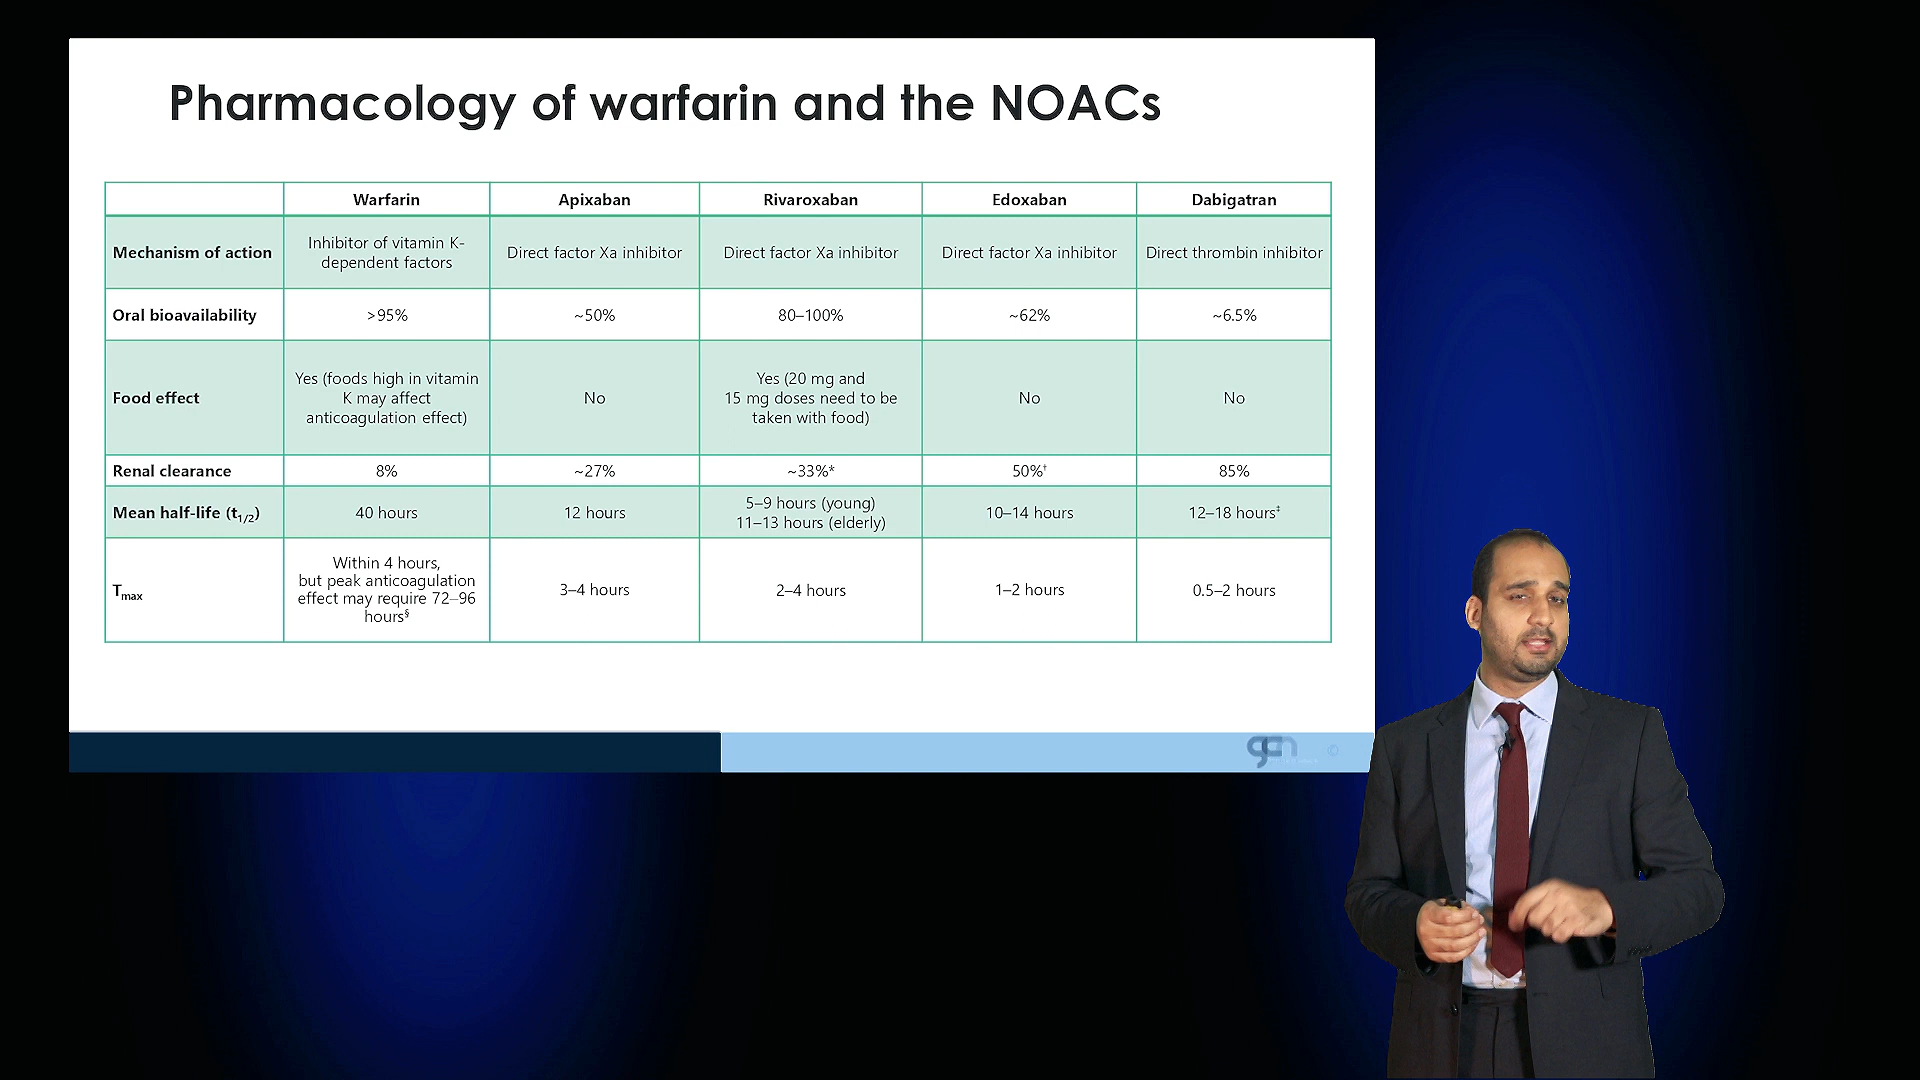 Pharmacology of warfarin and the NOACs
Warfarin
Apixaban
Rivaroxaban
Edoxaban
Dabigatran
Mechanism of action
Inhibitor of vitamin K-
dependent factors
Direct factor Xa inhibitor
Direct factor Xa inhibitor
Direct factor Xa inhibitor
Direct thrombin inhibitor
Oral bioavailability
>95%
~50%
80–100%
~62%
~6.5%
Food effect
Yes (foods high in vitamin
K may affect
anticoagulation effect)
No
Yes (20 mg and
15 mg doses need to be
taken with food)
No
No
Renal clearance
8%
~27%
~33%*
50%†
85%
Mean half-life (t1/2)
40 hours
12 hours
5–9 hours (young)
11–13 hours (elderly)
10–14 hours
12–18 hours‡
Tmax
Within 4 hours,
but peak anticoagulation
effect may require 72–96
hours§
3–4 hours
2–4 hours
1–2 hours
0.5–2 hours
gcn
©